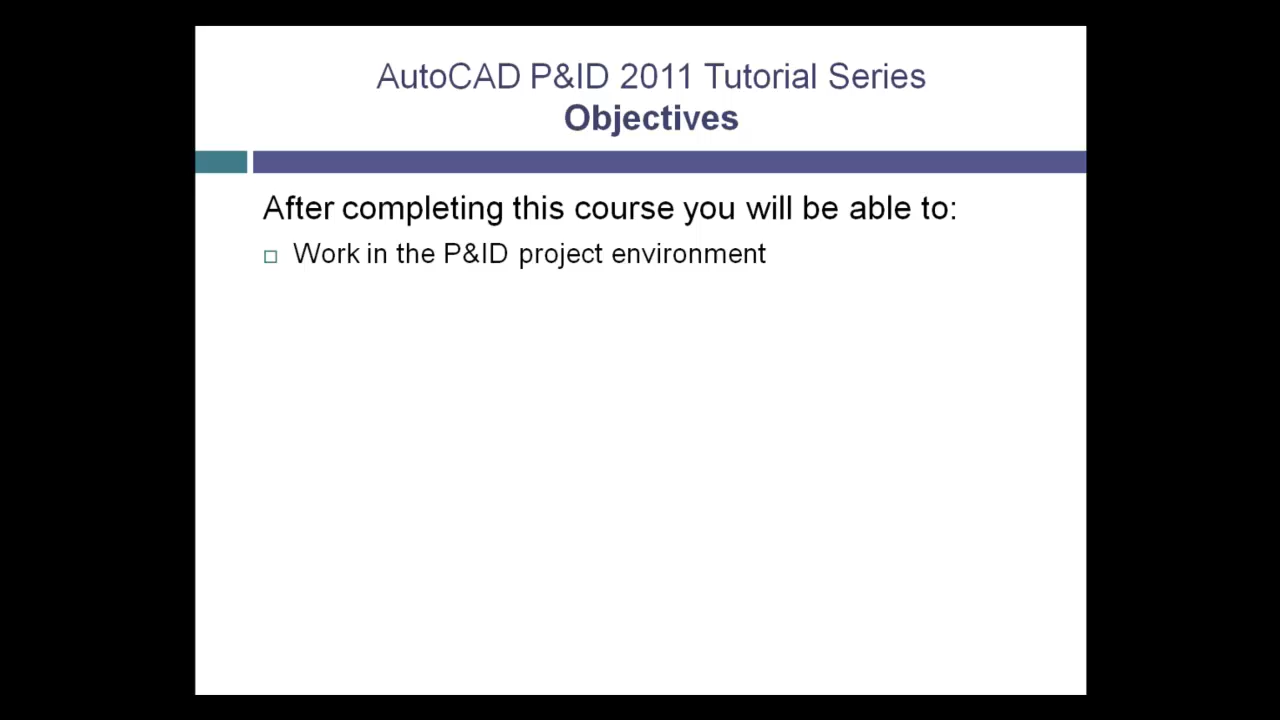 AutoCAD P&ID 2011 Tutorial Series
Objectives
After completing this course you will be able to:
Work in the P&ID project environment